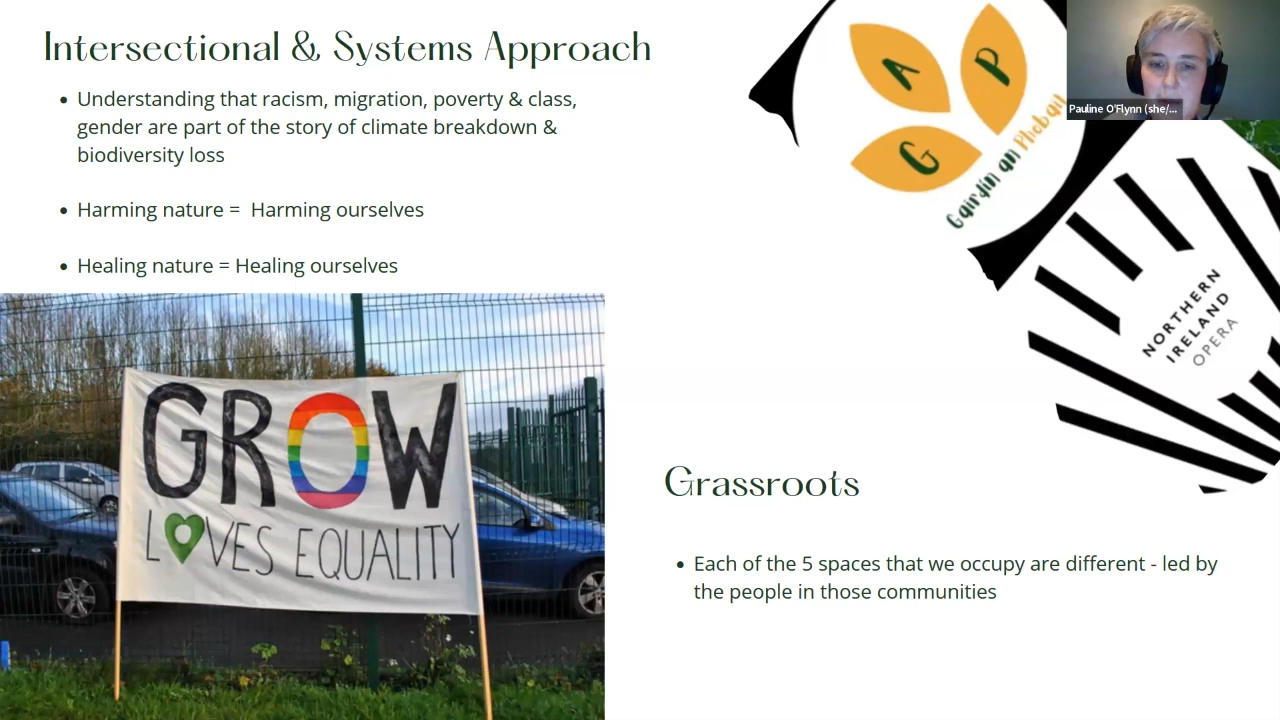 Intersectional & Systems Approach
• Understanding that racism, migration, poverty & class,
gender are part of the story of climate breakdown &
biodiversity loss
• Harming nature = Harming ourselves
• Healing nature = Healing ourselves
GROW
LOVES EQUALITY
G A P
Gairdín an Phobail
Pauline O'Flynn (she/...
NORTHERN
IRELAND
OPERA
Grassroots
• Each of the 5 spaces that we occupy are different - led by
the people in those communities